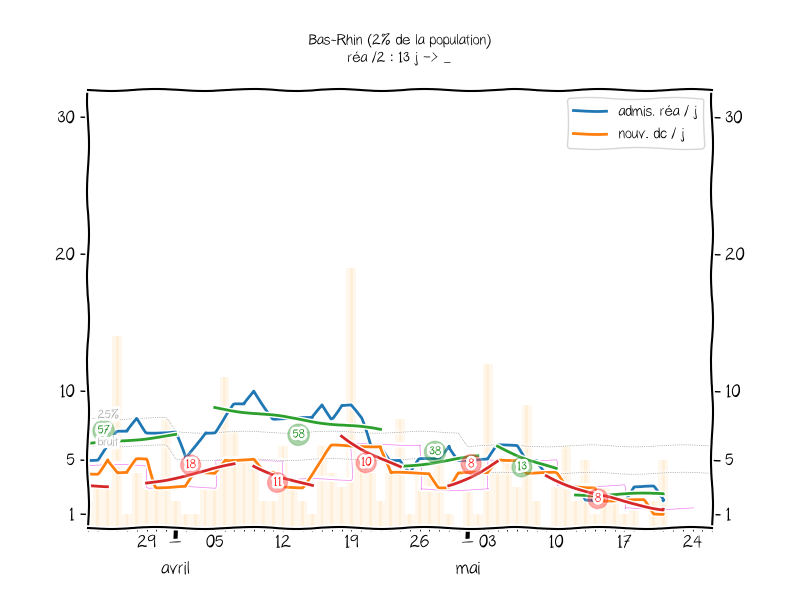 Bas-Rhin (2% de la population)
réa /2 : 13 j -> _
admis. réa / j
nouv. dc / j
30 30
20 20
10 10
5 5
1 1
25%
57
bruit
18
11
58
10
38
8
13
8
29 05 12 19 26 03 10 17 24
avril mai